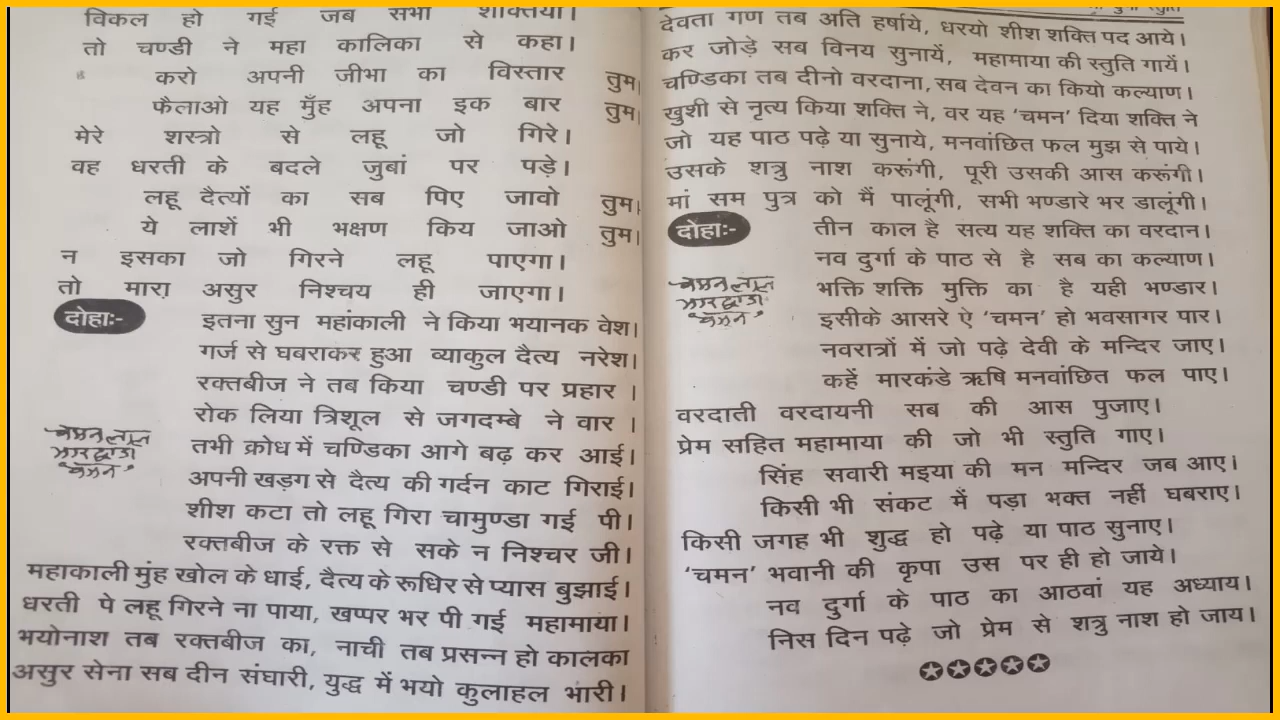 विकल हो गई जब सभी शक्तियां।
तो चण्डी ने महा कालिका से कहा।
करो अपनी जीभा का विस्तार तुम।
फैलाओ यह मुँह अपना इक बार तुम।
मेरे शस्त्रो से लहू जो गिरे।
वह धरती के बदले जुबां पर पड़े।
लहू दैत्यों का सब पिए जावो तुम।
ये लाशें भी भक्षण किय जाओ तुम।
न इसका जो गिरने लहू पाएगा।
तो मारा असुर निश्चय ही जाएगा।
दोहाः-
इतना सुन महांकाली ने किया भयानक वेश।
गर्ज से घबराकर हुआ व्याकुल दैत्य नरेश।
रक्तबीज ने तब किया चण्डी पर प्रहार ।
रोक लिया त्रिशूल से जगदम्बे ने वार ।
तभी क्रोध में चण्डिका आगे बढ़ कर आई।
अपनी खड़ग से दैत्य की गर्दन काट गिराई।
शीश कटा तो लहू गिरा चामुण्डा गई पी।
रक्तबीज के रक्त से सके न निश्चर जी।
चमन लाल
भारद्वाज
"चमन"
महाकाली मुंह खोल के धाई, दैत्य के रूधिर से प्यास बुझाई।
धरती पे लहू गिरने ना पाया, खप्पर भर पी गई महामाया।
भयोनाश तब रक्तबीज का, नाची तब प्रसन्न हो कालका
असुर सेना सब दीन संघारी, युद्ध में भयो कुलाहल भारी।
देवता गण तब अति हर्षाये, धरयो शीश शक्ति पद आये।
कर जोड़े सब विनय सुनायें, महामाया की स्तुति गायें।
चण्डिका तब दीनो वरदाना, सब देवन का कियो कल्याण।
खुशी से नृत्य किया शक्ति ने, वर यह ‘चमन’ दिया शक्ति ने
जो यह पाठ पढ़े या सुनाये, मनवांछित फल मुझ से पाये।
उसके शत्रु नाश करूंगी, पूरी उसकी आस करूंगी।
मां सम पुत्र को मैं पालूंगी, सभी भण्डारे भर डालूंगी।
दोहाः-
तीन काल है सत्य यह शक्ति का वरदान।
नव दुर्गा के पाठ से है सब का कल्याण।
भक्ति शक्ति मुक्ति का है यही भण्डार।
इसीके आसरे ऐ ‘चमन’ हो भवसागर पार।
नवरात्रों में जो पढ़े देवी के मन्दिर जाए।
कहें मारकंडे ऋषि मनवांछित फल पाए।
चमन लाल
भारद्वाज
"चमन"
वरदाती वरदायनी सब की आस पुजाए।
प्रेम सहित महामाया की जो भी स्तुति गाए।
सिंह सवारी मइया की मन मन्दिर जब आए।
किसी भी संकट में पड़ा भक्त नहीं घबराए।
किसी जगह भी शुद्ध हो पढ़े या पाठ सुनाए।
‘चमन’ भवानी की कृपा उस पर ही हो जाये।
नव दुर्गा के पाठ का आठवां यह अध्याय।
निस दिन पढ़े जो प्रेम से शत्रु नाश हो जाय।